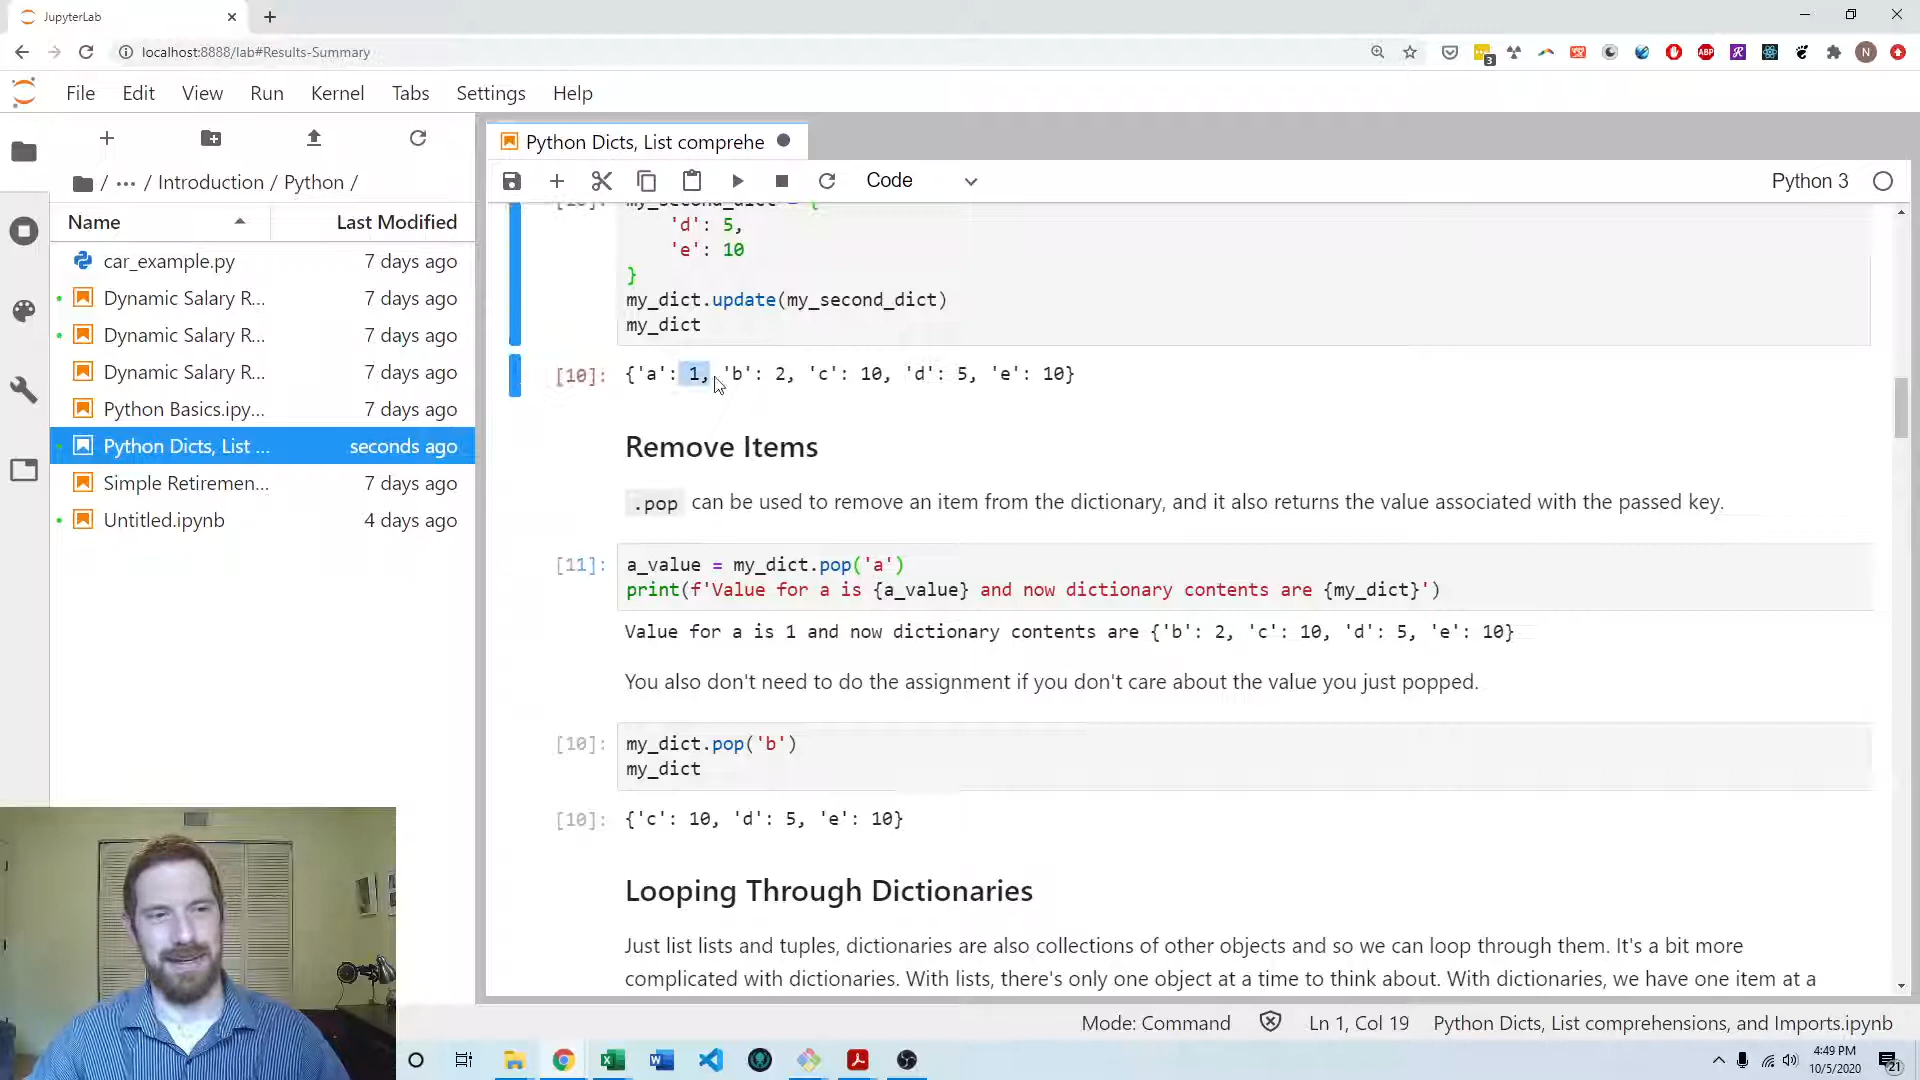 JupyterLab
localhost:8888/lab#Results-Summary
3
ABP
R
N
File Edit View Run Kernel Tabs Settings Help
/ ··· / Introduction / Python /
Name Last Modified
car_example.py 7 days ago
Dynamic Salary R... 7 days ago
Dynamic Salary R... 7 days ago
Dynamic Salary R... 7 days ago
Python Basics.ipy... 7 days ago
Python Dicts, List ... seconds ago
Simple Retiremen... 7 days ago
Untitled.ipynb 4 days ago
Python Dicts, List comprehe
Code
Python 3
my_second_dict = {
'd': 5,
'e': 10
}
my_dict.update(my_second_dict)
my_dict
[10]: {'a': 1, 'b': 2, 'c': 10, 'd': 5, 'e': 10}
Remove Items
.pop can be used to remove an item from the dictionary, and it also returns the value associated with the passed key.
[11]: a_value = my_dict.pop('a')
print(f'Value for a is {a_value} and now dictionary contents are {my_dict}')
Value for a is 1 and now dictionary contents are {'b': 2, 'c': 10, 'd': 5, 'e': 10}
You also don't need to do the assignment if you don't care about the value you just popped.
[10]: my_dict.pop('b')
my_dict
[10]: {'c': 10, 'd': 5, 'e': 10}
Looping Through Dictionaries
Just list lists and tuples, dictionaries are also collections of other objects and so we can loop through them. It's a bit more
complicated with dictionaries. With lists, there's only one object at a time to think about. With dictionaries, we have one item at a
Mode: Command Ln 1, Col 19 Python Dicts, List comprehensions, and Imports.ipynb
4:49 PM
10/5/2020
21